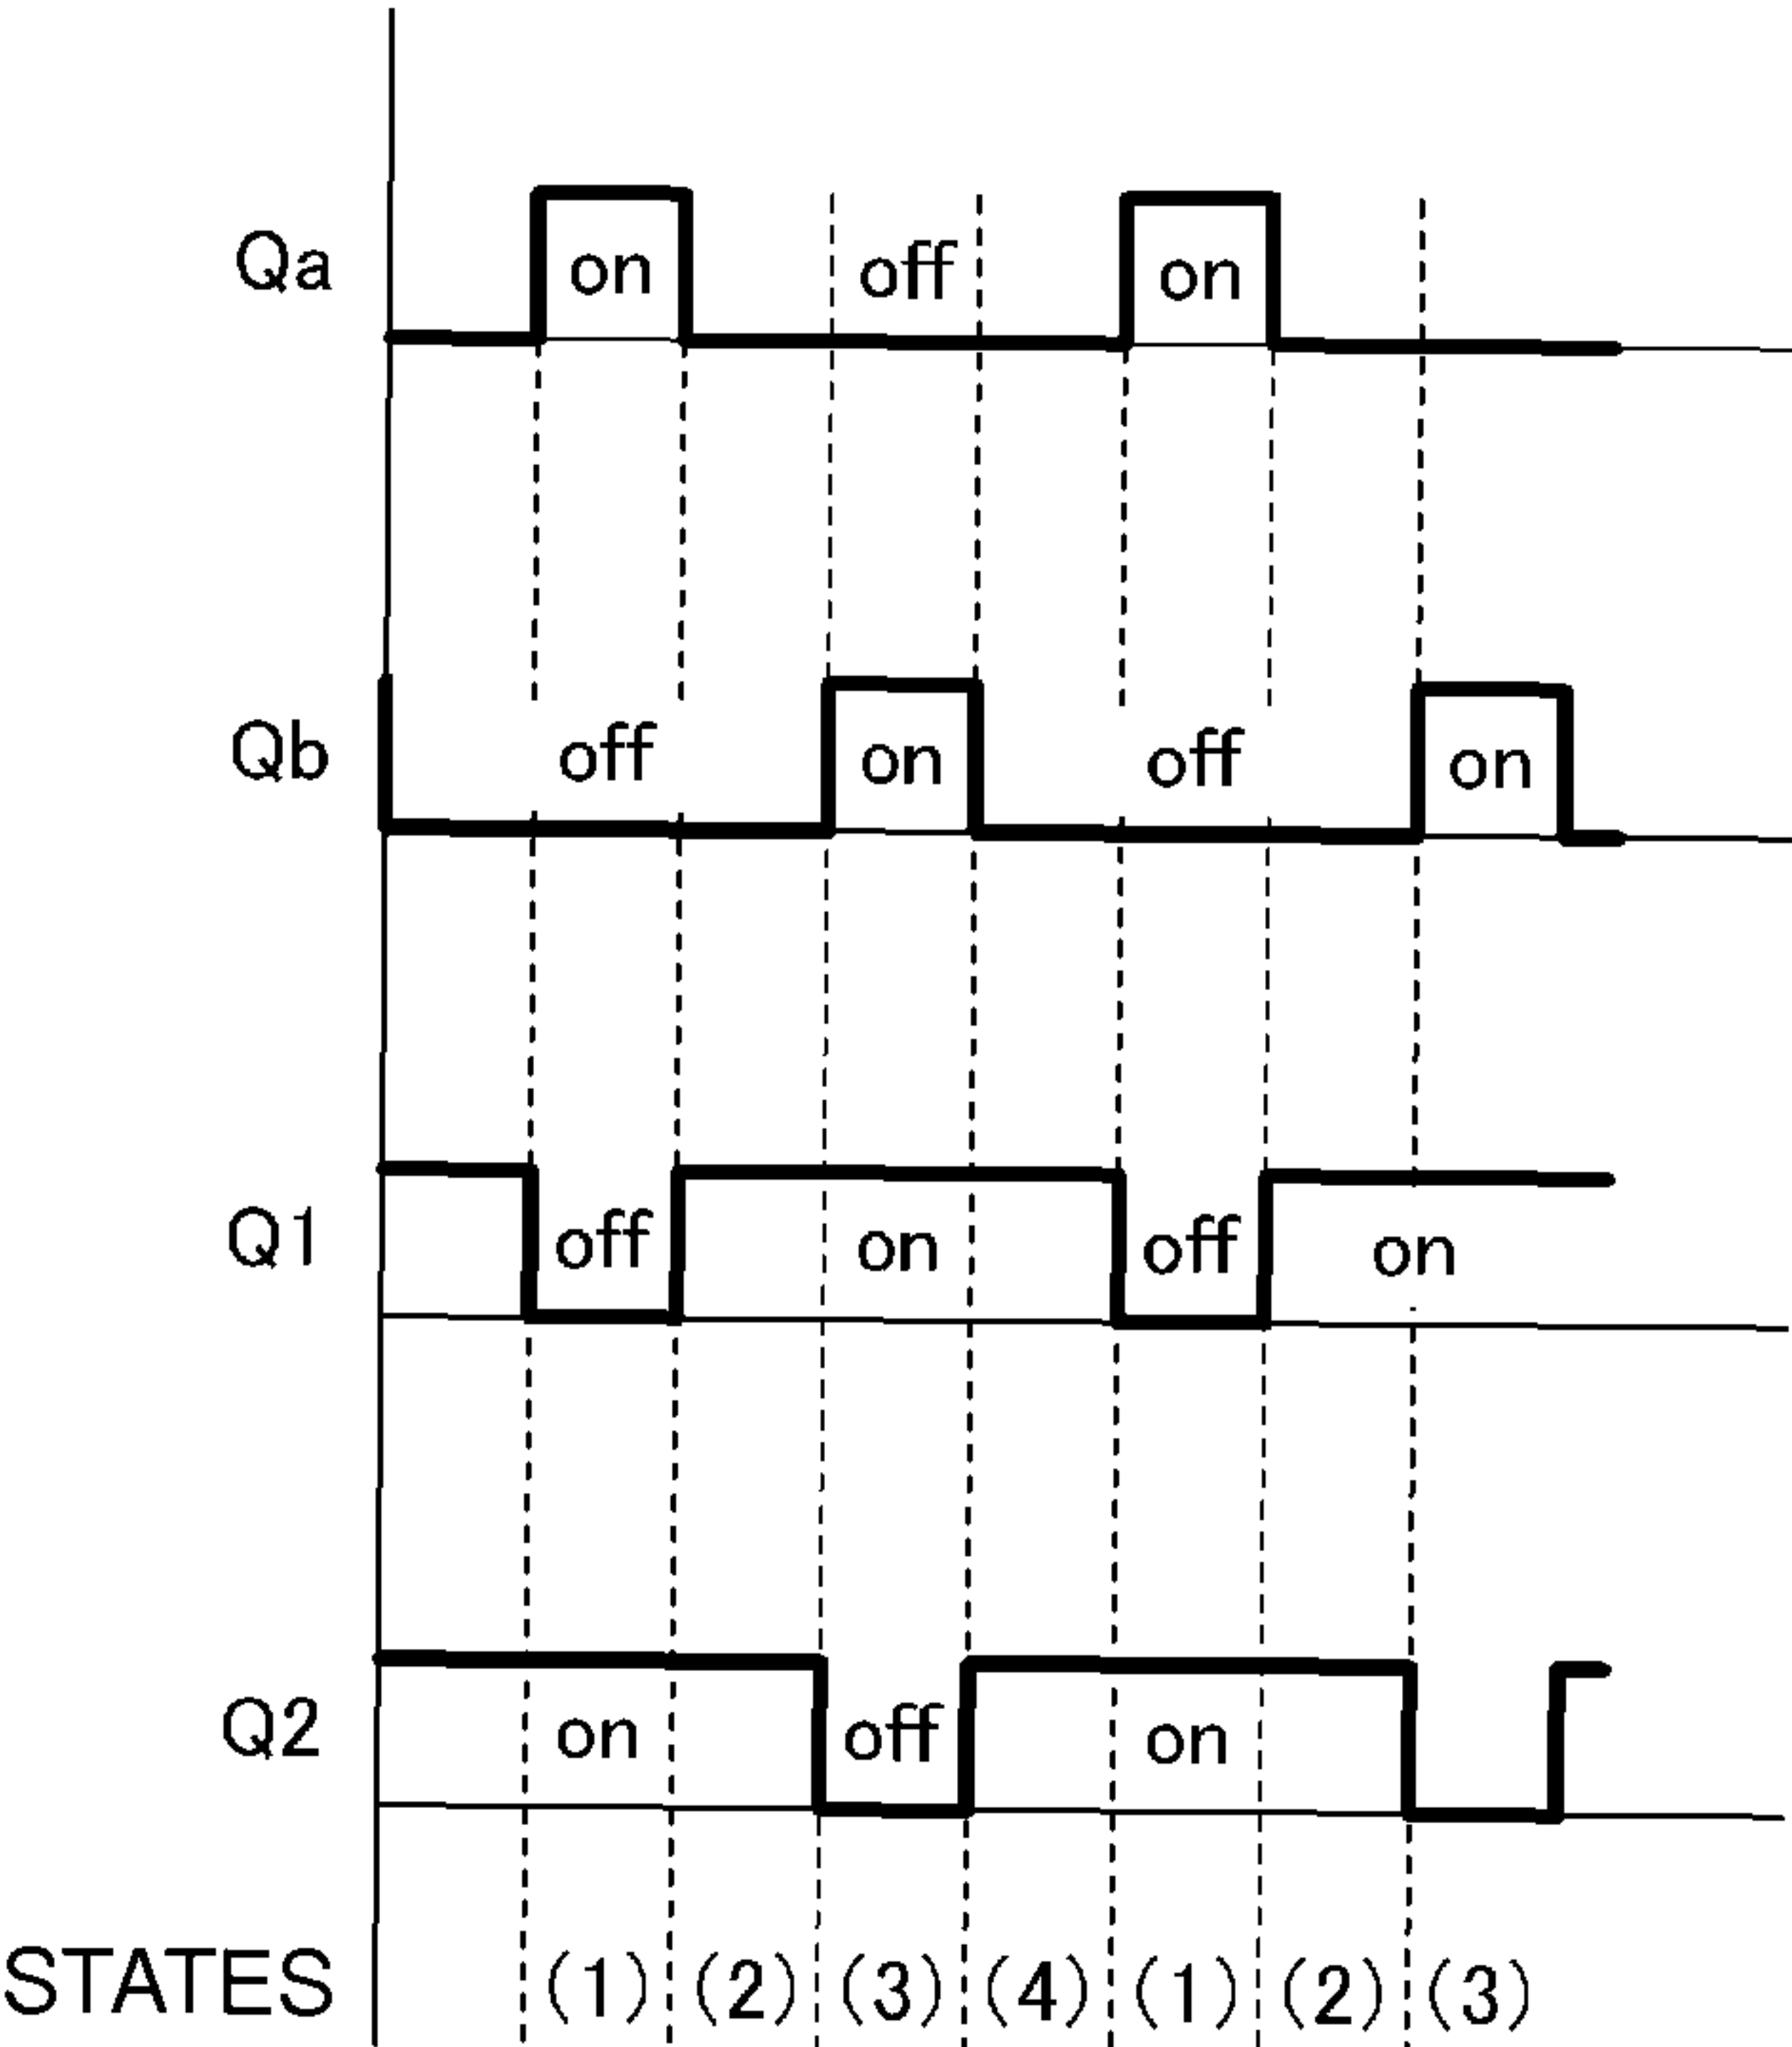 Qa on off on
Qb off on off on
Q1 off on off on
Q2 on off on
STATES (1) (2) (3) (4) (1) (2) (3)